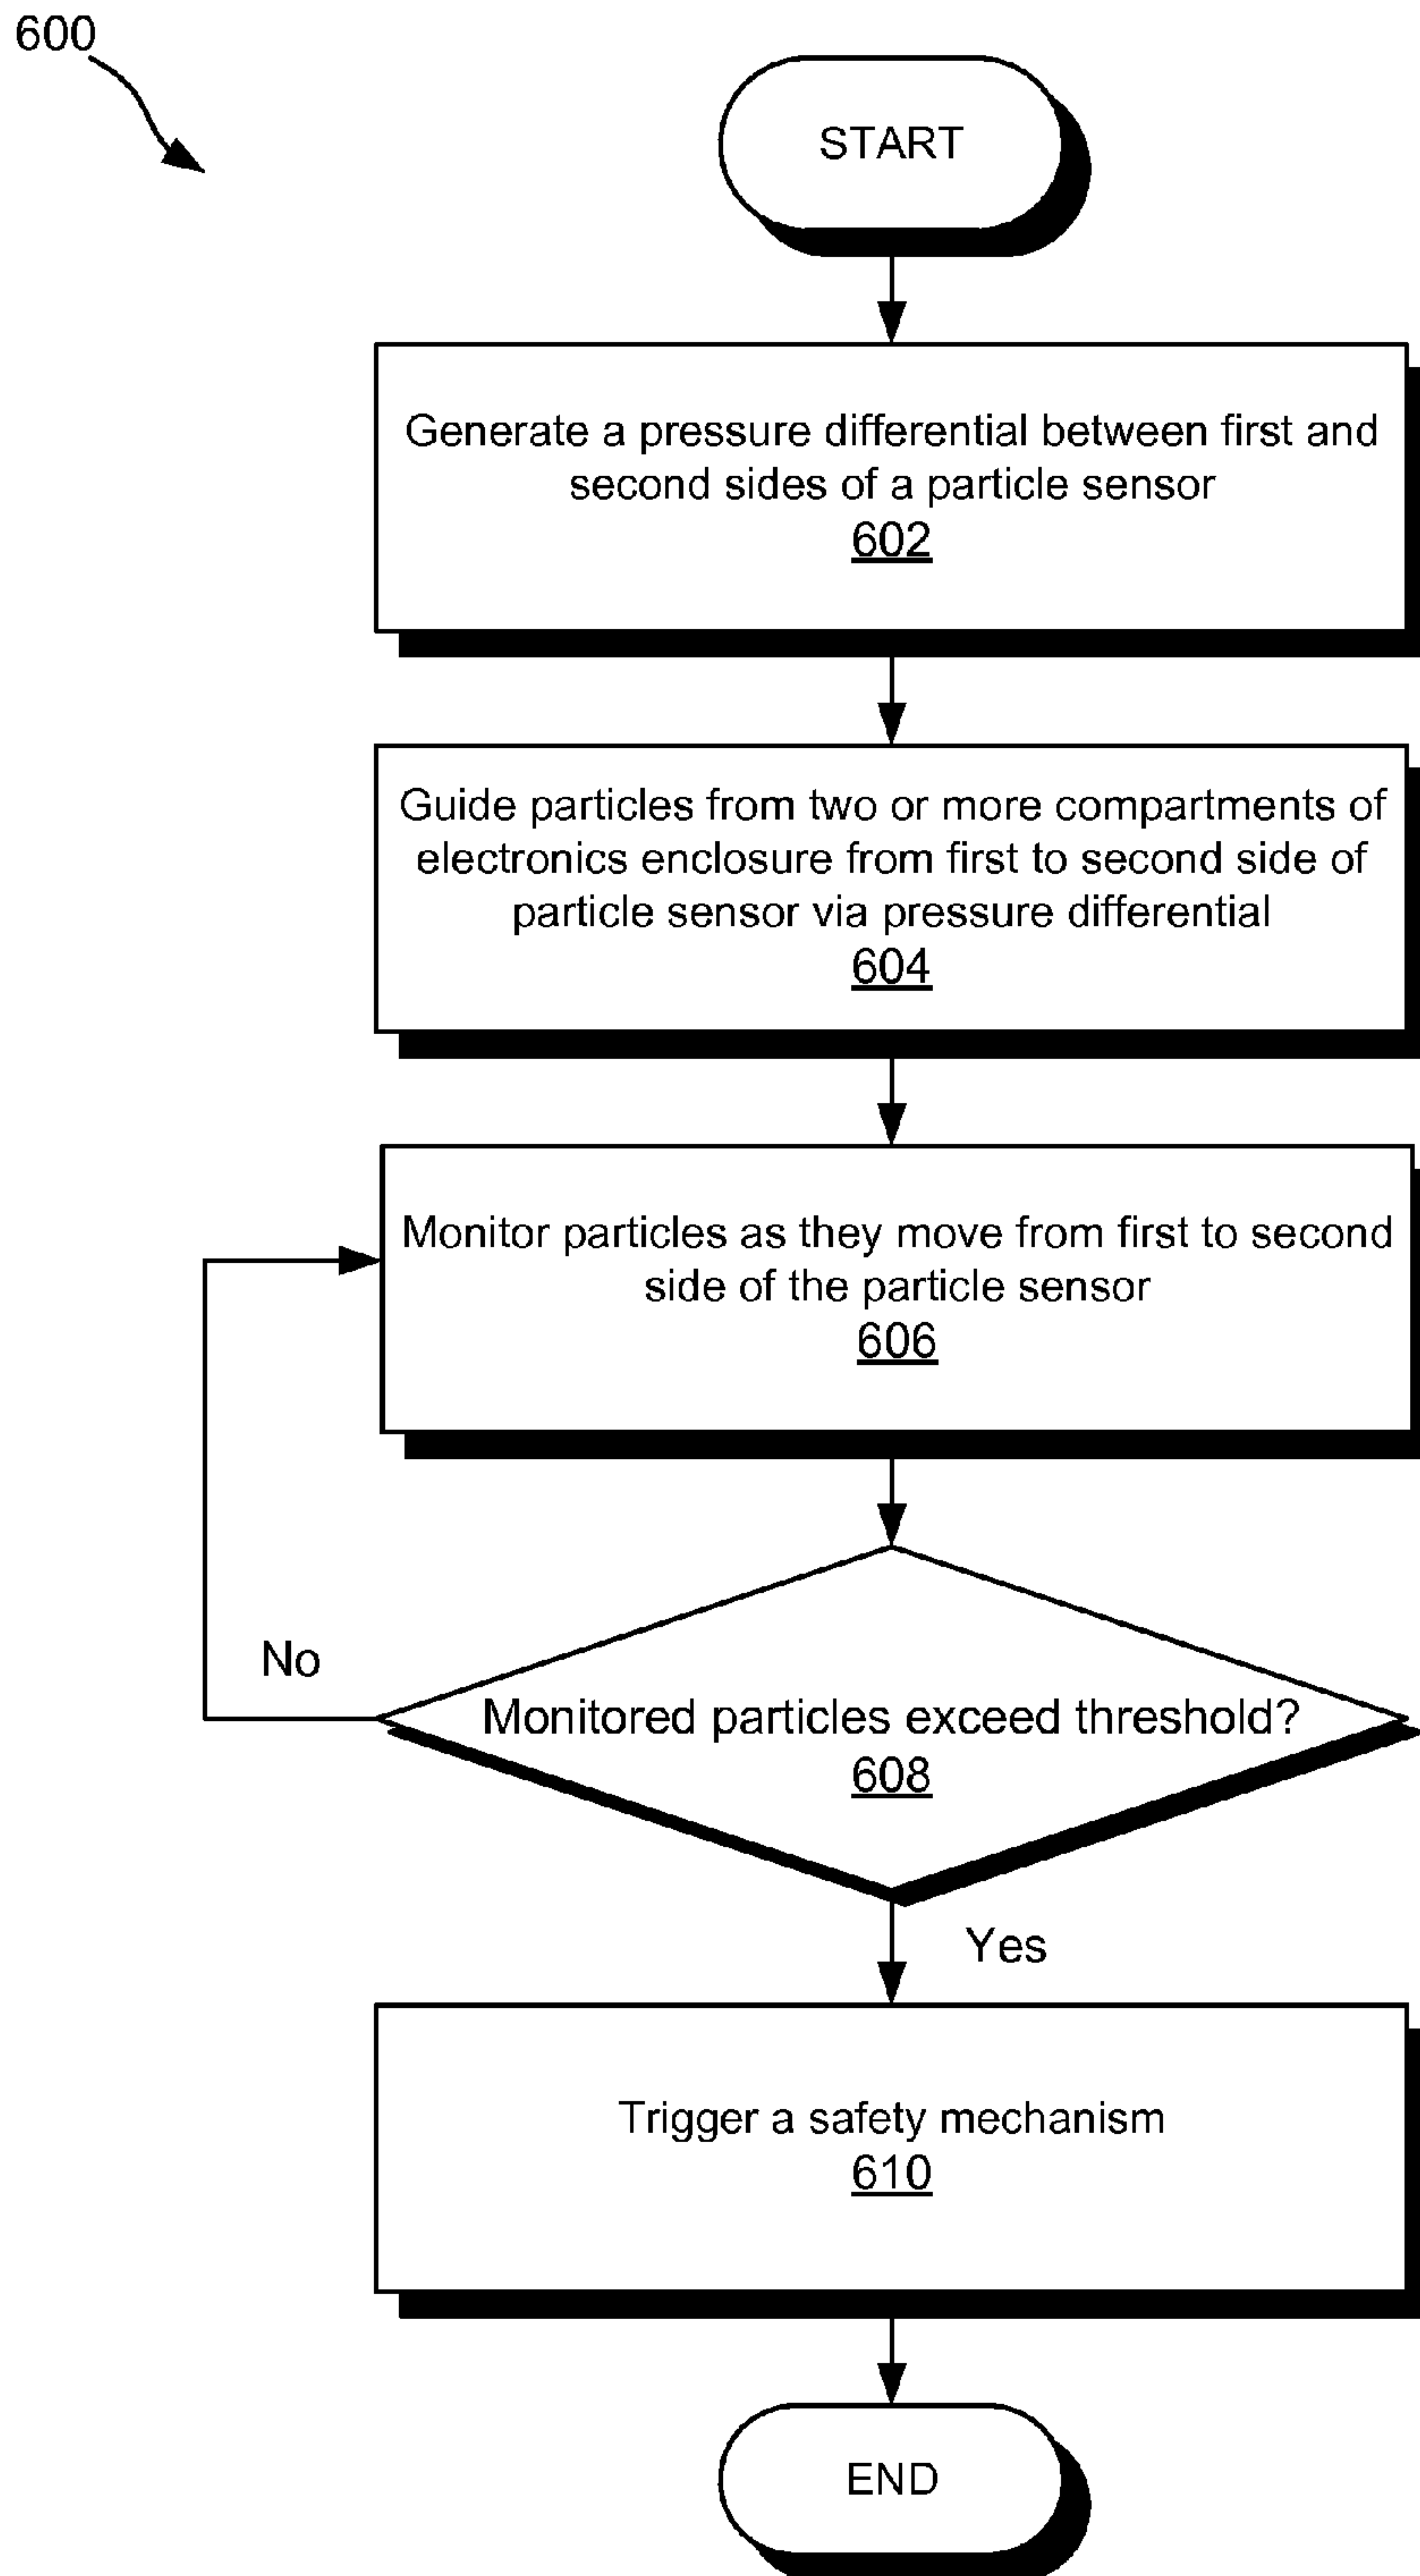 600
START
Generate a pressure differential between first and
second sides of a particle sensor
602
Guide particles from two or more compartments of
electronics enclosure from first to second side of
particle sensor via pressure differential
604
Monitor particles as they move from first to second
side of the particle sensor
606
No
Monitored particles exceed threshold?
608
Yes
Trigger a safety mechanism
610
END